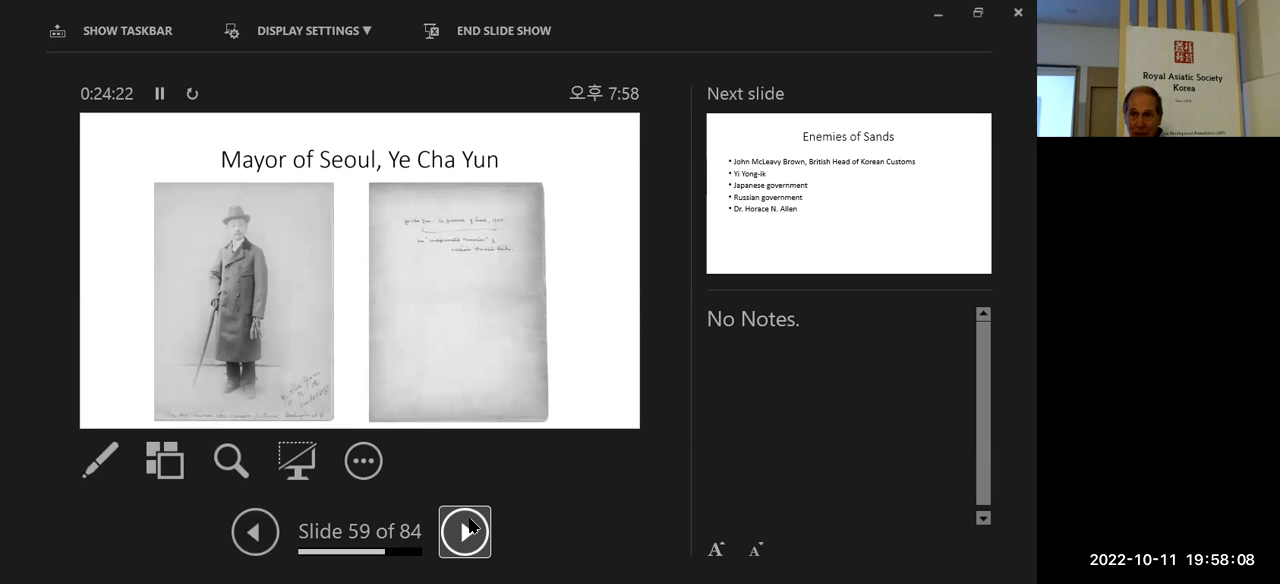 SHOW TASKBAR
DISPLAY SETTINGS ▼
END SLIDE SHOW
0:24:22
오후 7:58
Mayor of Seoul, Ye Cha Yun
Next slide
Enemies of Sands
• John McLeavy Brown, British Head of Korean Customs
• Yi Yong-ik
• Japanese government
• Russian government
• Dr. Horace N. Allen
No Notes.
Slide 59 of 84
Royal Asiatic Society
Korea
2022-10-11 19:58:08